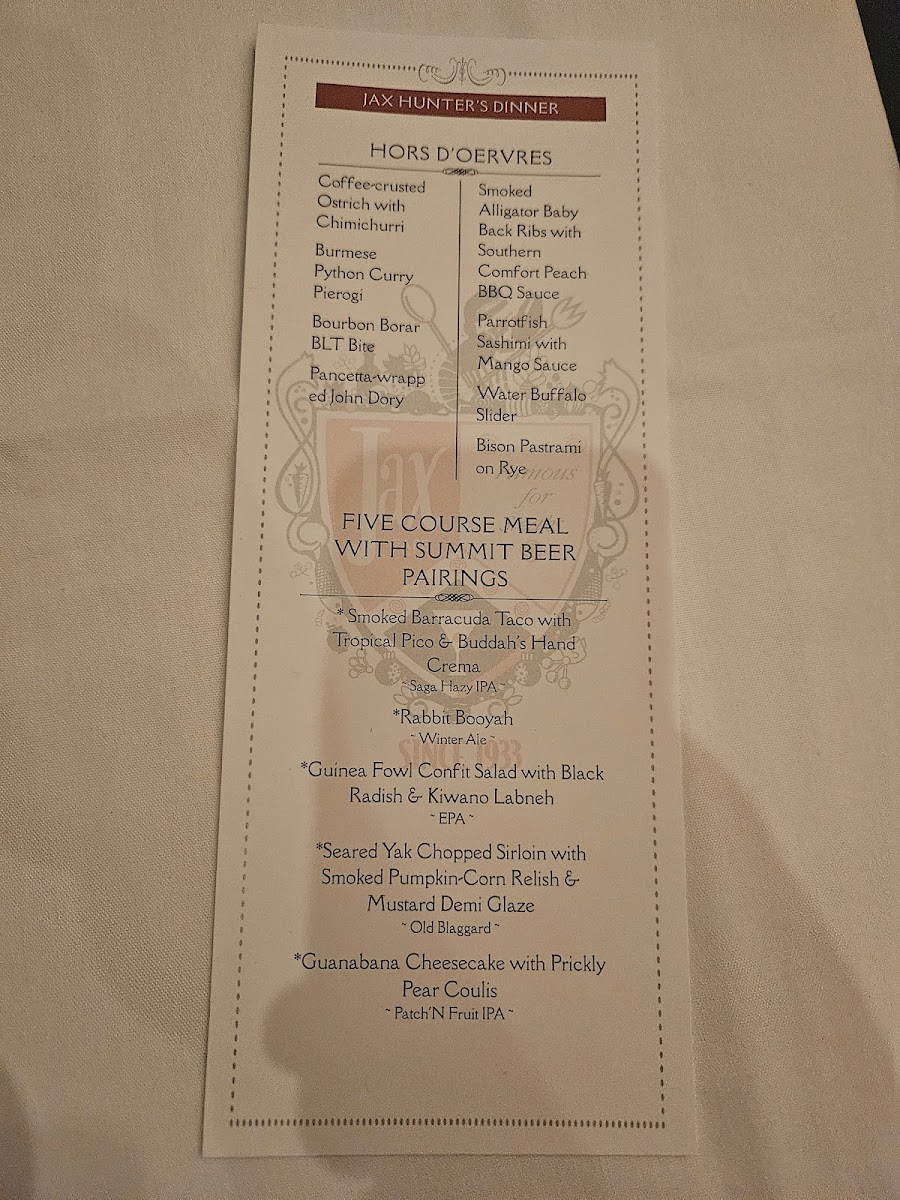 JAX HUNTER'S DINNER
HORS D'OERVRES
Coffee-crusted
Ostrich with
Chimichurri
Burmese
Python Curry
Pierogi
Bourbon Borar
BLT Bite
Pancetta-wrapp
ed John Dory
Smoked
Alligator Baby
Back Ribs with
Southern
Comfort Peach
BBQ Sauce
Parrotfish
Sashimi with
Mango Sauce
Water Buffalo
Slider
Bison Pastrami
on Rye
Jax
Famous
for
FIVE COURSE MEAL
WITH SUMMIT BEER
PAIRINGS
* Smoked Barracuda Taco with
Tropical Pico & Buddah's Hand
Crema
~ Saga Hazy IPA ~
*Rabbit Booyah
~ Winter Ale ~
SINCE 1933
*Guinea Fowl Confit Salad with Black
Radish & Kiwano Labneh
~ EPA ~
*Seared Yak Chopped Sirloin with
Smoked Pumpkin-Corn Relish &
Mustard Demi Glaze
~ Old Blaggard ~
*Guanabana Cheesecake with Prickly
Pear Coulis
~ Patch'N Fruit IPA ~